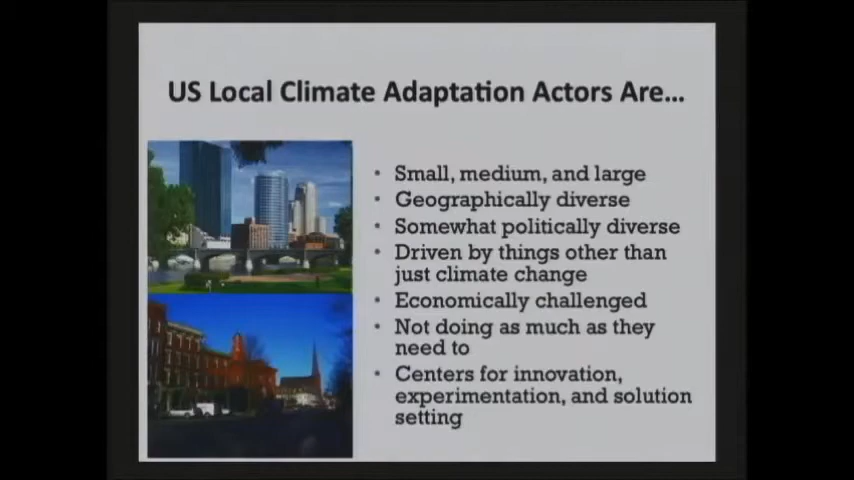 US Local Climate Adaptation Actors Are...
• Small, medium, and large
• Geographically diverse
• Somewhat politically diverse
• Driven by things other than
just climate change
• Economically challenged
• Not doing as much as they
need to
• Centers for innovation,
experimentation, and solution
setting